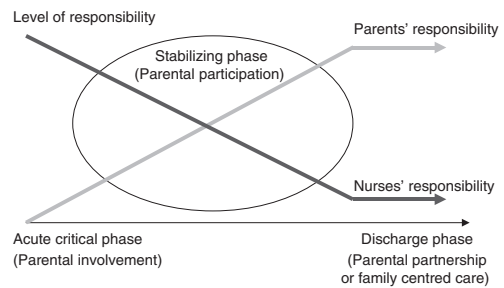 Level of responsibility
Parents' responsibility
Stabilizing phase
(Parental participation)
Nurses' responsibility
Acute critical phase
(Parental involvement)
Discharge phase
(Parental partnership
or family centred care)